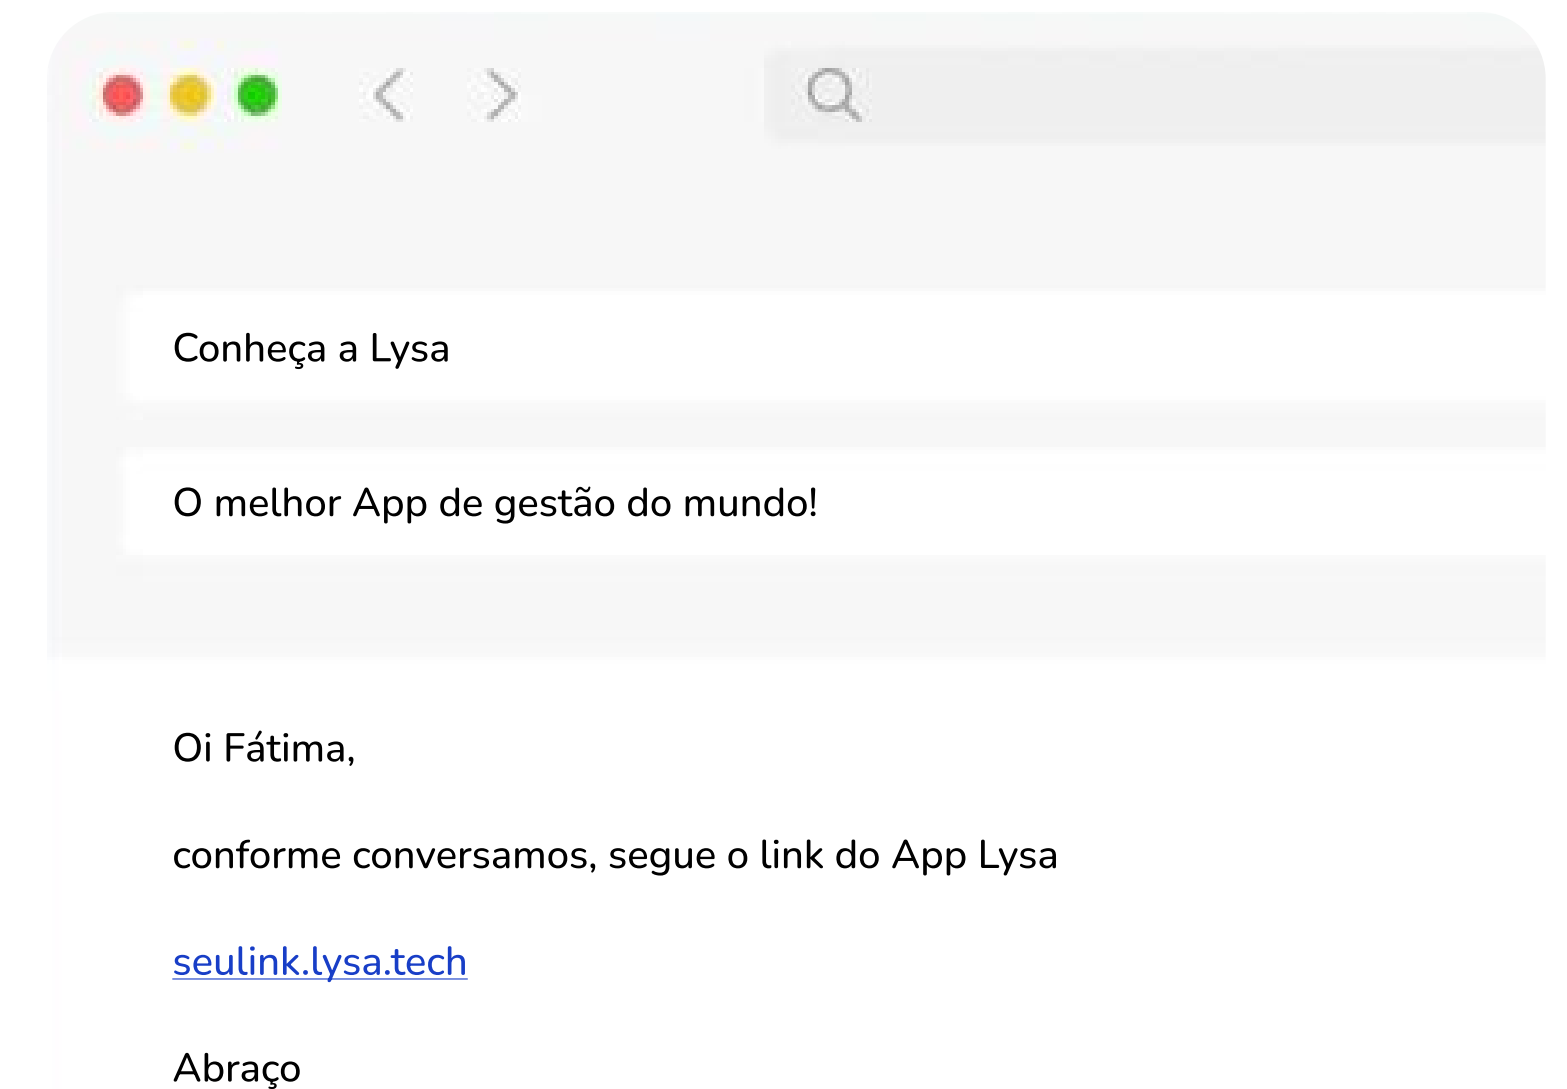 Conheça a Lysa
O melhor App de gestão do mundo!
Oi Fátima,
conforme conversamos, segue o link do App Lysa
seulink.lysa.tech
Abraço